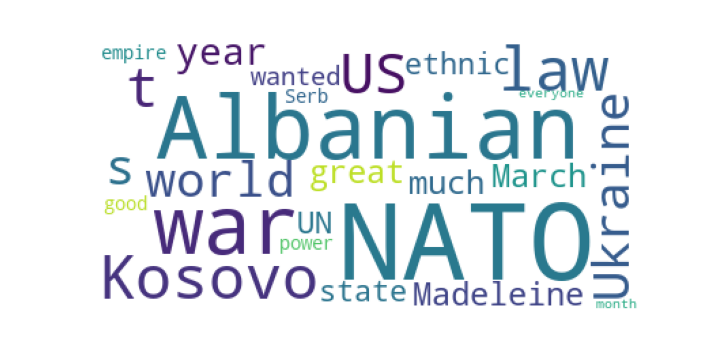 empire year wanted US ethnic law
t Albanian Serb everyone
s world great much March Ukraine
good war UN power NATO
Kosovo state Madeleine month